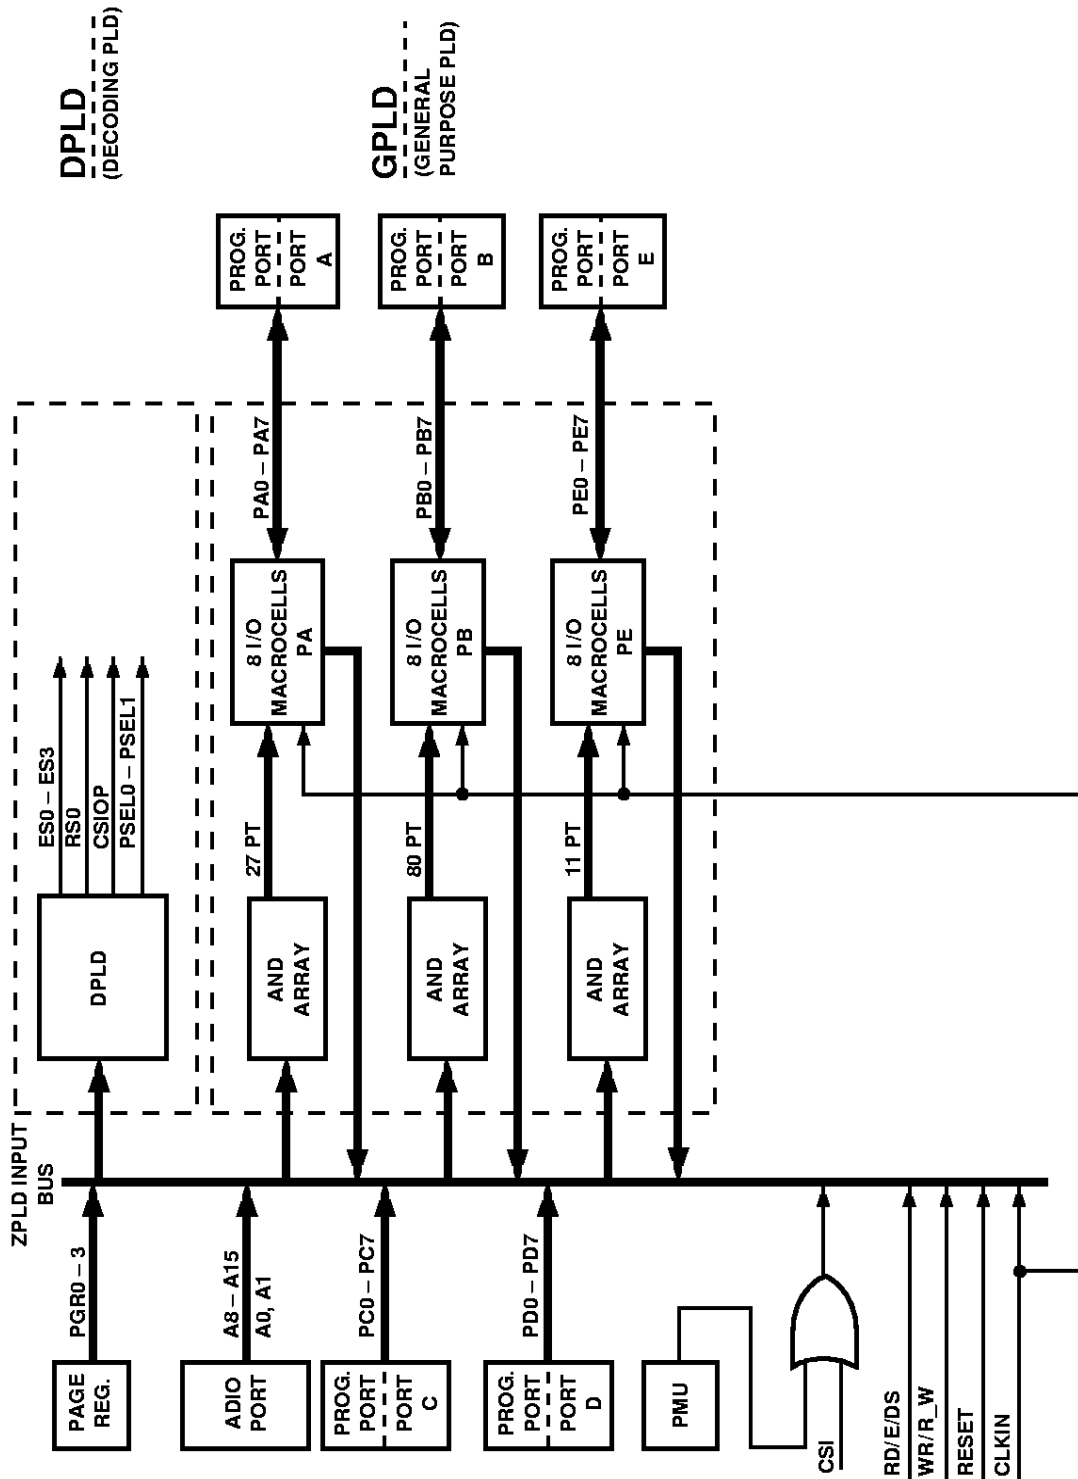 ZPLD INPUT
BUS
PAGE
REG.
PGR0 – 3
DPLD
ES0 – ES3
RS0
CSIOP
PSEL0 – PSEL1
DPLD
(DECODING PLD)
ADIO
PORT
A8 – A15
A0, A1
AND
ARRAY
27 PT
8 I/O
MACROCELLS
PA
PA0 – PA7
PROG.
PORT
PORT
A
PROG.
PORT
PORT
C
PC0 – PC7
AND
ARRAY
80 PT
8 I/O
MACROCELLS
PB
PB0 – PB7
PROG.
PORT
PORT
B
GPLD
(GENERAL
PURPOSE PLD)
PROG.
PORT
PORT
D
PD0 – PD7
AND
ARRAY
11 PT
8 I/O
MACROCELLS
PE
PE0 – PE7
PROG.
PORT
PORT
E
PMU
CSI
RD/E/DS
WR/R_W
RESET
CLKIN